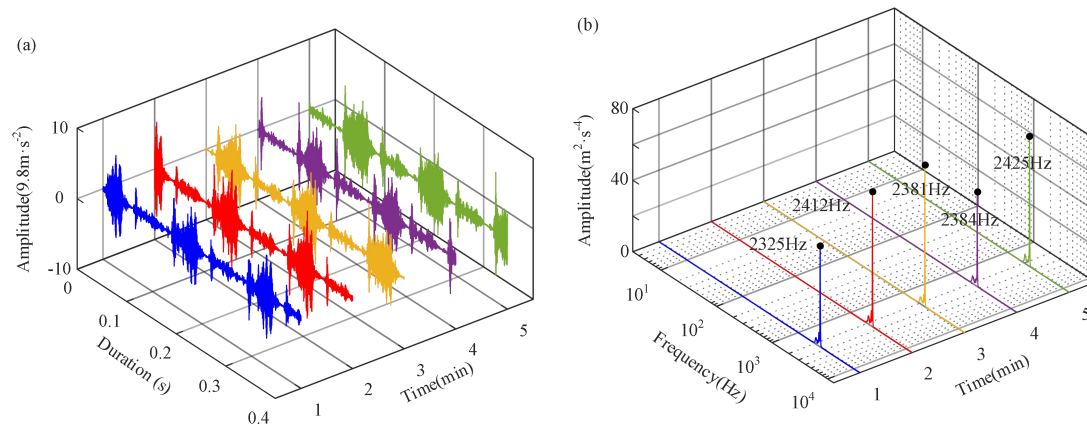 (a)
Amplitude(9.8m·s⁻²)
10
0
-10
0
0.1
0.2
0.3
0.4
Duration (s)
1
2
3
4
5
Time(min)
(b)
Amplitude(m²·s⁻⁴)
80
40
0
10¹
10²
10³
10⁴
Frequency(Hz)
1
2
3
4
5
Time(min)
2325Hz
2412Hz
2381Hz
2384Hz
2425Hz